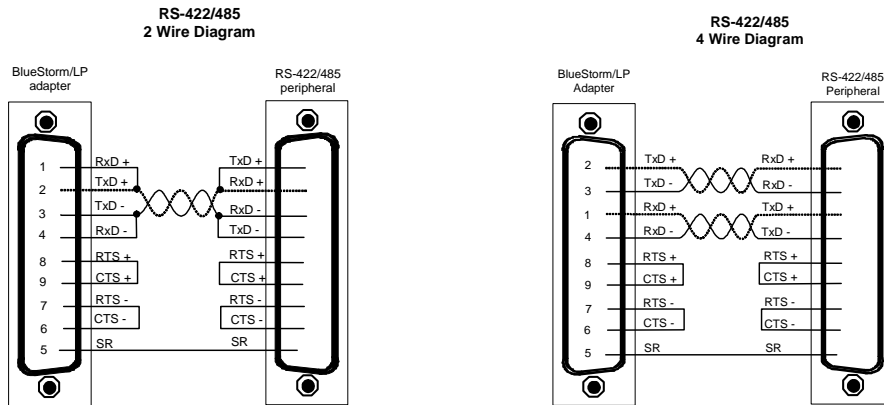 RS-422/485
2 Wire Diagram
BlueStorm/LP
adapter
RS-422/485
peripheral
1 RxD + TxD +
2 TxD + RxD +
3 TxD - RxD -
4 RxD - TxD -
8 RTS + RTS +
9 CTS + CTS +
7 RTS - RTS -
6 CTS - CTS -
5 SR SR
RS-422/485
4 Wire Diagram
BlueStorm/LP
Adapter
RS-422/485
Peripheral
2 TxD + RxD +
3 TxD - RxD -
1 RxD + TxD +
4 RxD - TxD -
8 RTS + RTS +
9 CTS + CTS +
7 RTS - RTS -
6 CTS - CTS -
5 SR SR